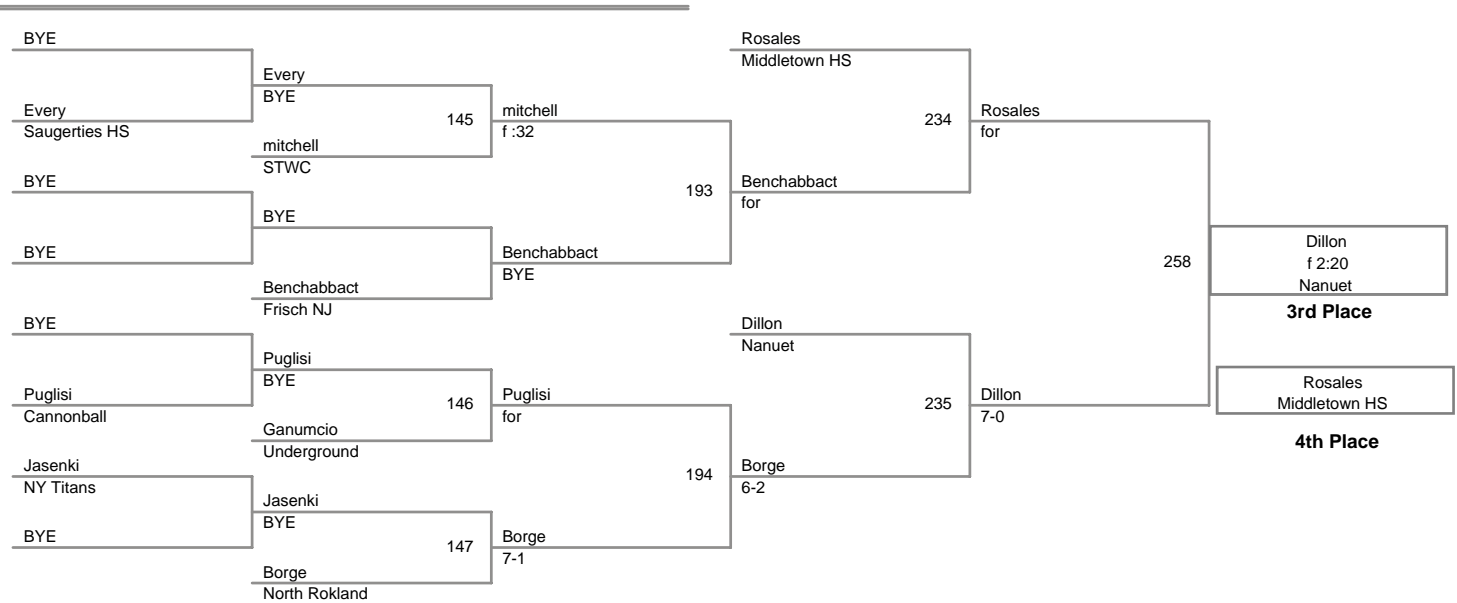 BYE
Every
Saugerties HS
BYE
BYE
BYE
Puglisi
Cannonball
Jasenki
NY Titans
BYE
Every
BYE
145
mitchell
STWC
BYE
Benchabbact
Frisch NJ
Puglisi
BYE
146
Ganumcio
Underground
Jasenki
BYE
147
Borge
North Rokland
mitchell
f :32
193
Benchabbact
BYE
Puglisi
for
194
Borge
7-1
Rosales
Middletown HS
234
Benchabbact
for
Dillon
Nanuet
235
Borge
6-2
Rosales
for
258
Dillon
7-0
Dillon
f 2:20
Nanuet
3rd Place
Rosales
Middletown HS
4th Place